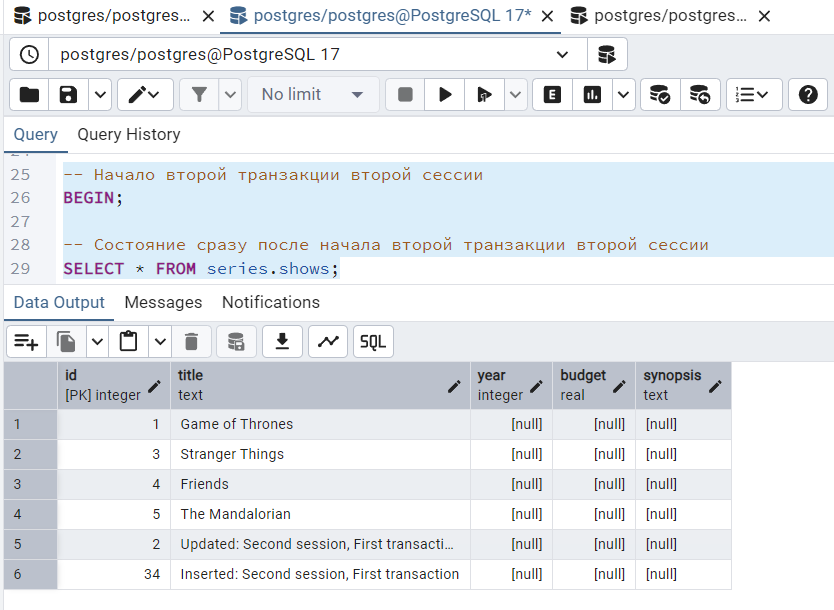 postgres/postgres... postgres/postgres@PostgreSQL 17* postgres/postgres...
postgres/postgres@PostgreSQL 17
No limit
Query Query History
25 -- Начало второй транзакции второй сессии
26 BEGIN;
27
28 -- Состояние сразу после начала второй транзакции второй сессии
29 SELECT * FROM series.shows;
Data Output Messages Notifications
SQL
id title year budget synopsis
[PK] integer text integer real text
1 1 Game of Thrones [null] [null] [null]
2 3 Stranger Things [null] [null] [null]
3 4 Friends [null] [null] [null]
4 5 The Mandalorian [null] [null] [null]
5 2 Updated: Second session, First transacti... [null] [null] [null]
6 34 Inserted: Second session, First transaction [null] [null] [null]